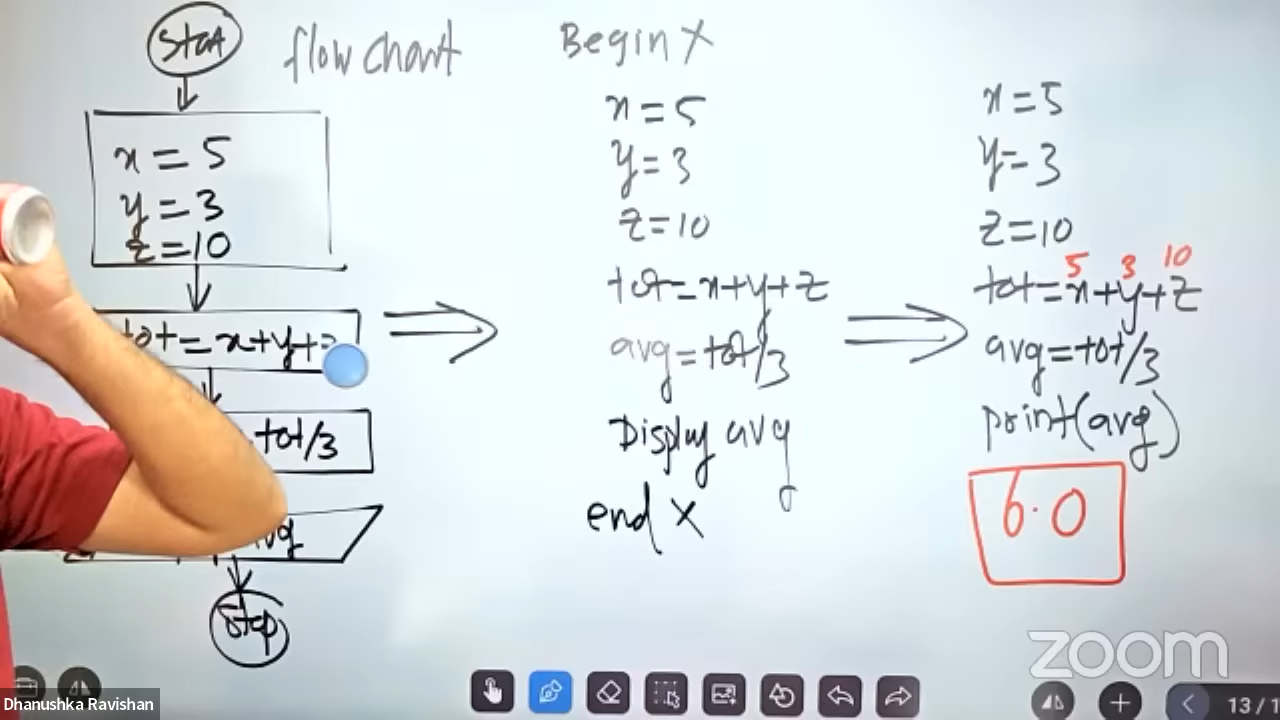 Start
flow chart
x = 5
y = 3
z = 10
tot = x+y+z
tot/3
avg
Stop
Begin X
x = 5
y = 3
z = 10
tot = x+y+z
avg = tot/3
Display avg
end X
x = 5
y = 3
z = 10
5 3 10
tot = x+y+z
avg = tot/3
print(avg)
6.0
zoom
Dhanushka Ravishan
13 / 1